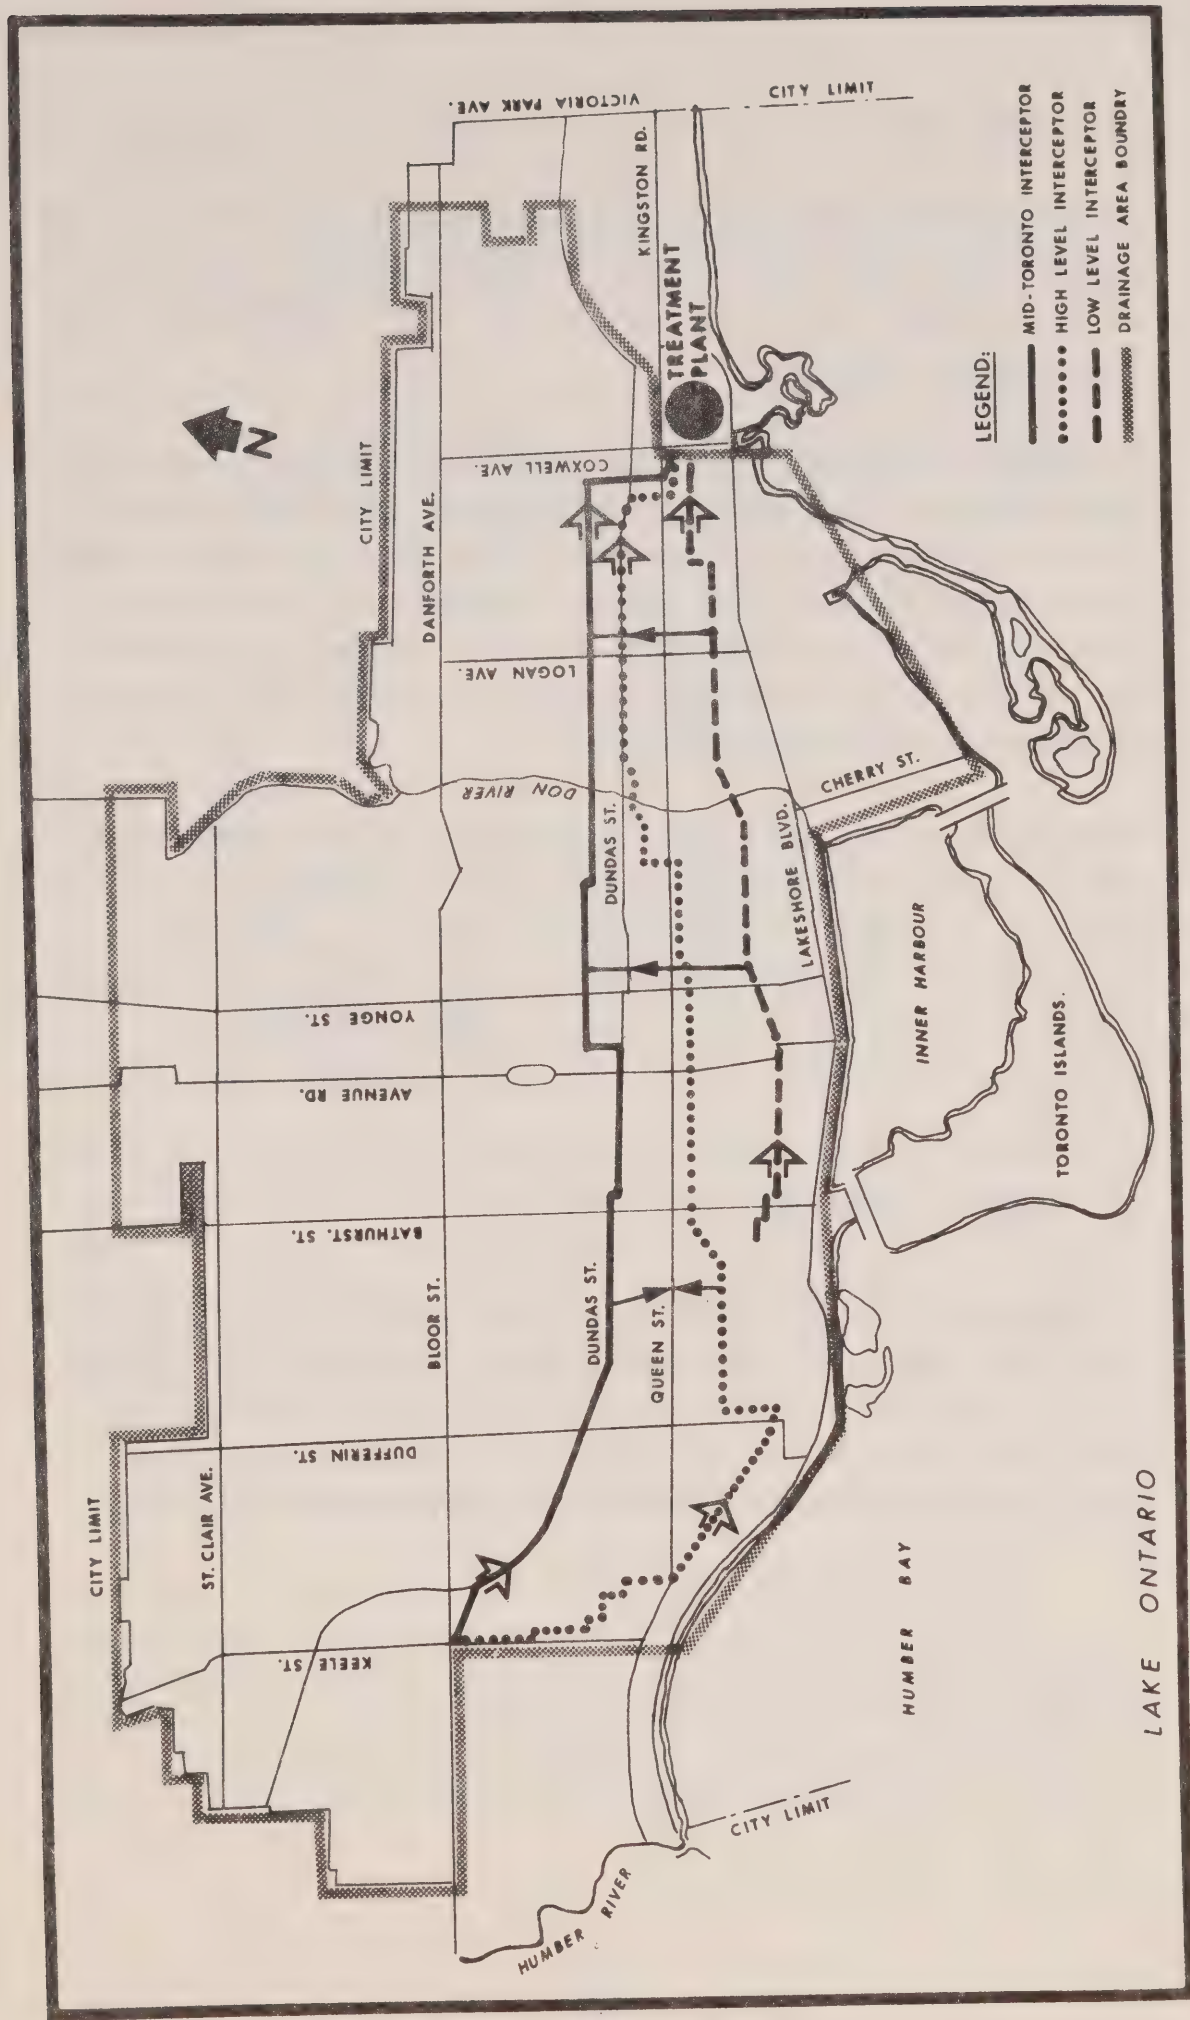 CITY LIMIT
ST. CLAIR AVE.
KEELE ST.
DUFFERIN ST.
BATHURST. ST.
AVENUE RD.
YONGE ST.
BLOOR ST.
CITY LIMIT
DANFORTH AVE.
N
VICTORIA PARK AVE.
DON RIVER
LOGAN AVE.
COXWELL AVE.
DUNDAS ST.
DUNDAS ST.
QUEEN ST.
KINGSTON RD.
TREATMENT
PLANT
CITY LIMIT
LAKESHORE BLVD.
CHERRY ST.
INNER HARBOUR
TORONTO ISLANDS.
HUMBER RIVER
CITY LIMIT
HUMBER BAY
LAKE ONTARIO
LEGEND:
MID-TORONTO INTERCEPTOR
HIGH LEVEL INTERCEPTOR
LOW LEVEL INTERCEPTOR
DRAINAGE AREA BOUNDRY